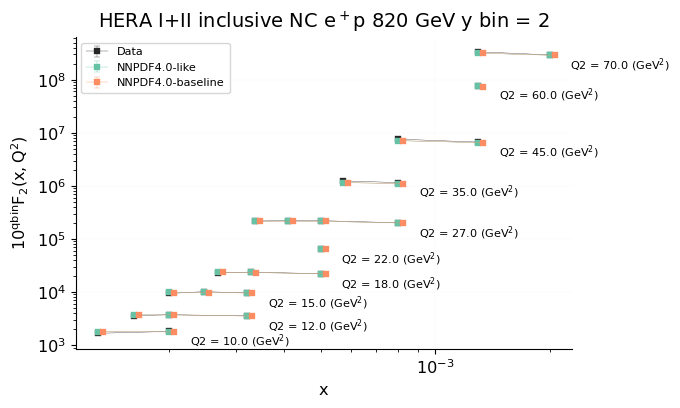 HERA I+II inclusive NC e⁺p 820 GeV y bin = 2
Data
NNPDF4.0-like
NNPDF4.0-baseline
10^qbin F₂(x, Q²)
10⁸
10⁷
10⁶
10⁵
10⁴
10³
Q2 = 70.0 (GeV²)
Q2 = 60.0 (GeV²)
Q2 = 45.0 (GeV²)
Q2 = 35.0 (GeV²)
Q2 = 27.0 (GeV²)
Q2 = 22.0 (GeV²)
Q2 = 18.0 (GeV²)
Q2 = 15.0 (GeV²)
Q2 = 12.0 (GeV²)
Q2 = 10.0 (GeV²)
10⁻³
x